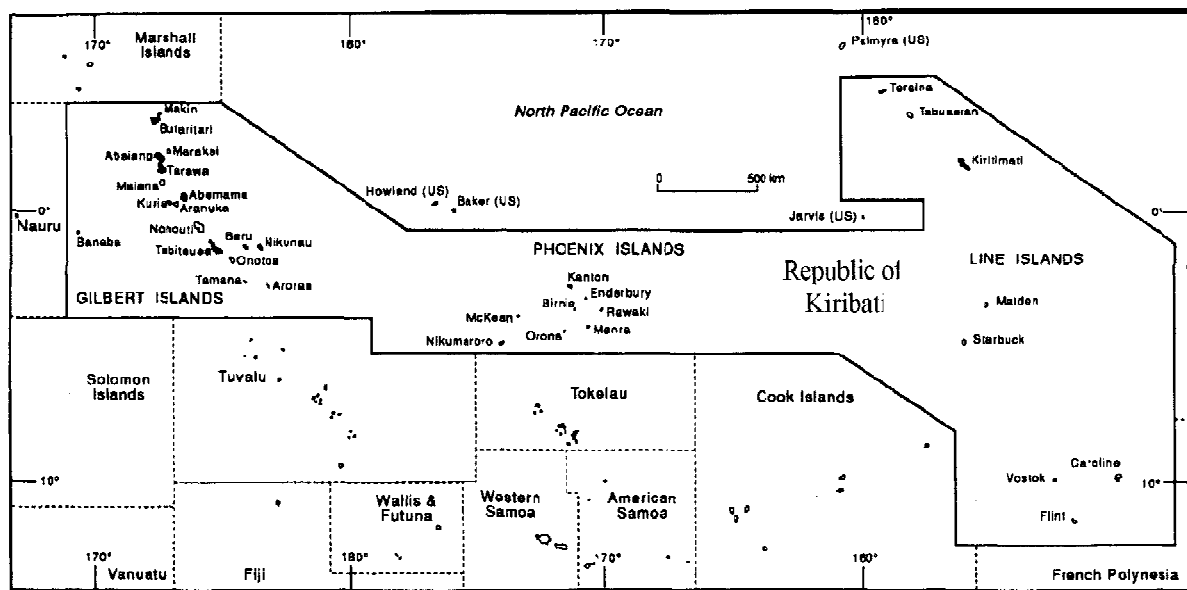 170°
180°
170°
180°
Marshall
Islands
Palmyra (US)
Makin
Butaritari
Teraina
Tabuaeran
North Pacific Ocean
Abaiang
Marakei
Tarawa
Kiritimati
Maiana
Abemama
Kuria
Aranuka
0
500 km
Howland (US)
Baker (US)
Jarvis (US)
0°
0°
Nauru
Banaba
Nonouti
Beru
Nikunau
Tabiteuea
Onotoa
Tamana
Arorae
GILBERT ISLANDS
PHOENIX ISLANDS
Kanton
Enderbury
Birnie
Rawaki
McKean
Orona
Manra
Nikumaroro
Republic of
Kiribati
LINE ISLANDS
Malden
Starbuck
Solomon
Islands
Tuvalu
Tokelau
Cook Islands
10°
Wallis &
Futuna
Western
Samoa
American
Samoa
Vostok
Caroline
10°
Flint
170°
180°
170°
160°
Vanuatu
Fiji
French Polynesia